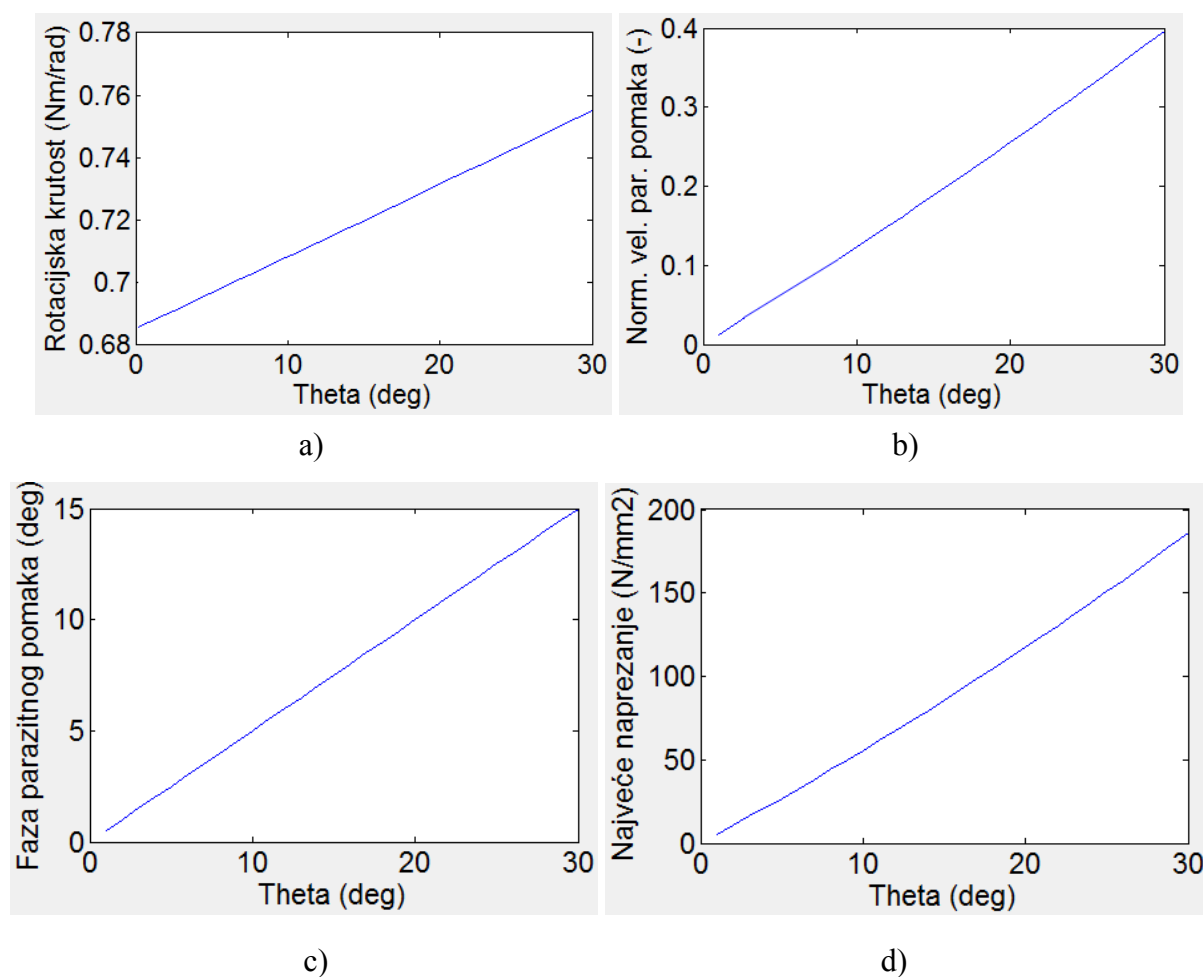 Rotacijska krutost (Nm/rad)
0.78
0.76
0.74
0.72
0.7
0.68
0 10 20 30
Theta (deg)
a)
Norm. vel. par. pomaka (-)
0.4
0.3
0.2
0.1
0
0 10 20 30
Theta (deg)
b)
Faza parazitnog pomaka (deg)
15
10
5
0
0 10 20 30
Theta (deg)
c)
Najveće naprezanje (N/mm2)
200
150
100
50
0
0 10 20 30
Theta (deg)
d)